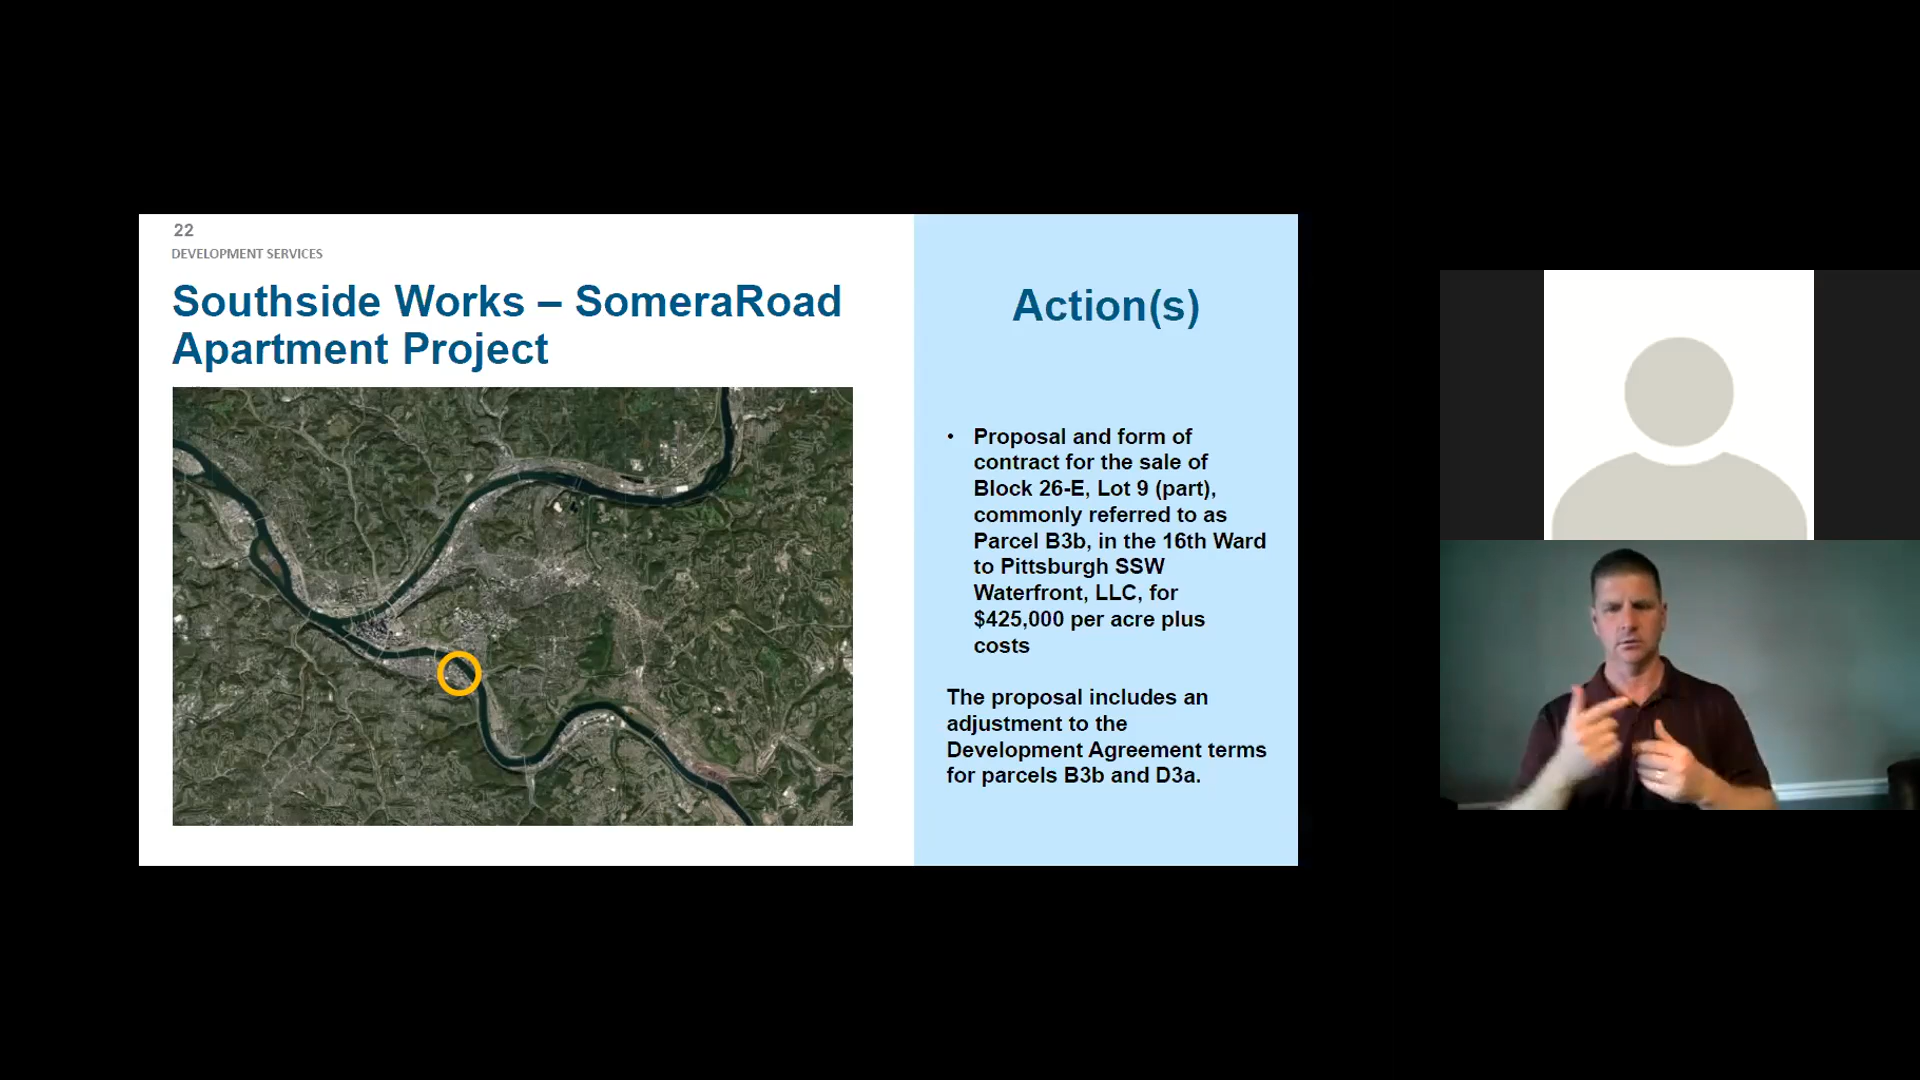 22
DEVELOPMENT SERVICES
Southside Works – SomeraRoad
Apartment Project
Action(s)
• Proposal and form of
contract for the sale of
Block 26-E, Lot 9 (part),
commonly referred to as
Parcel B3b, in the 16th Ward
to Pittsburgh SSW
Waterfront, LLC, for
$425,000 per acre plus
costs
The proposal includes an
adjustment to the
Development Agreement terms
for parcels B3b and D3a.